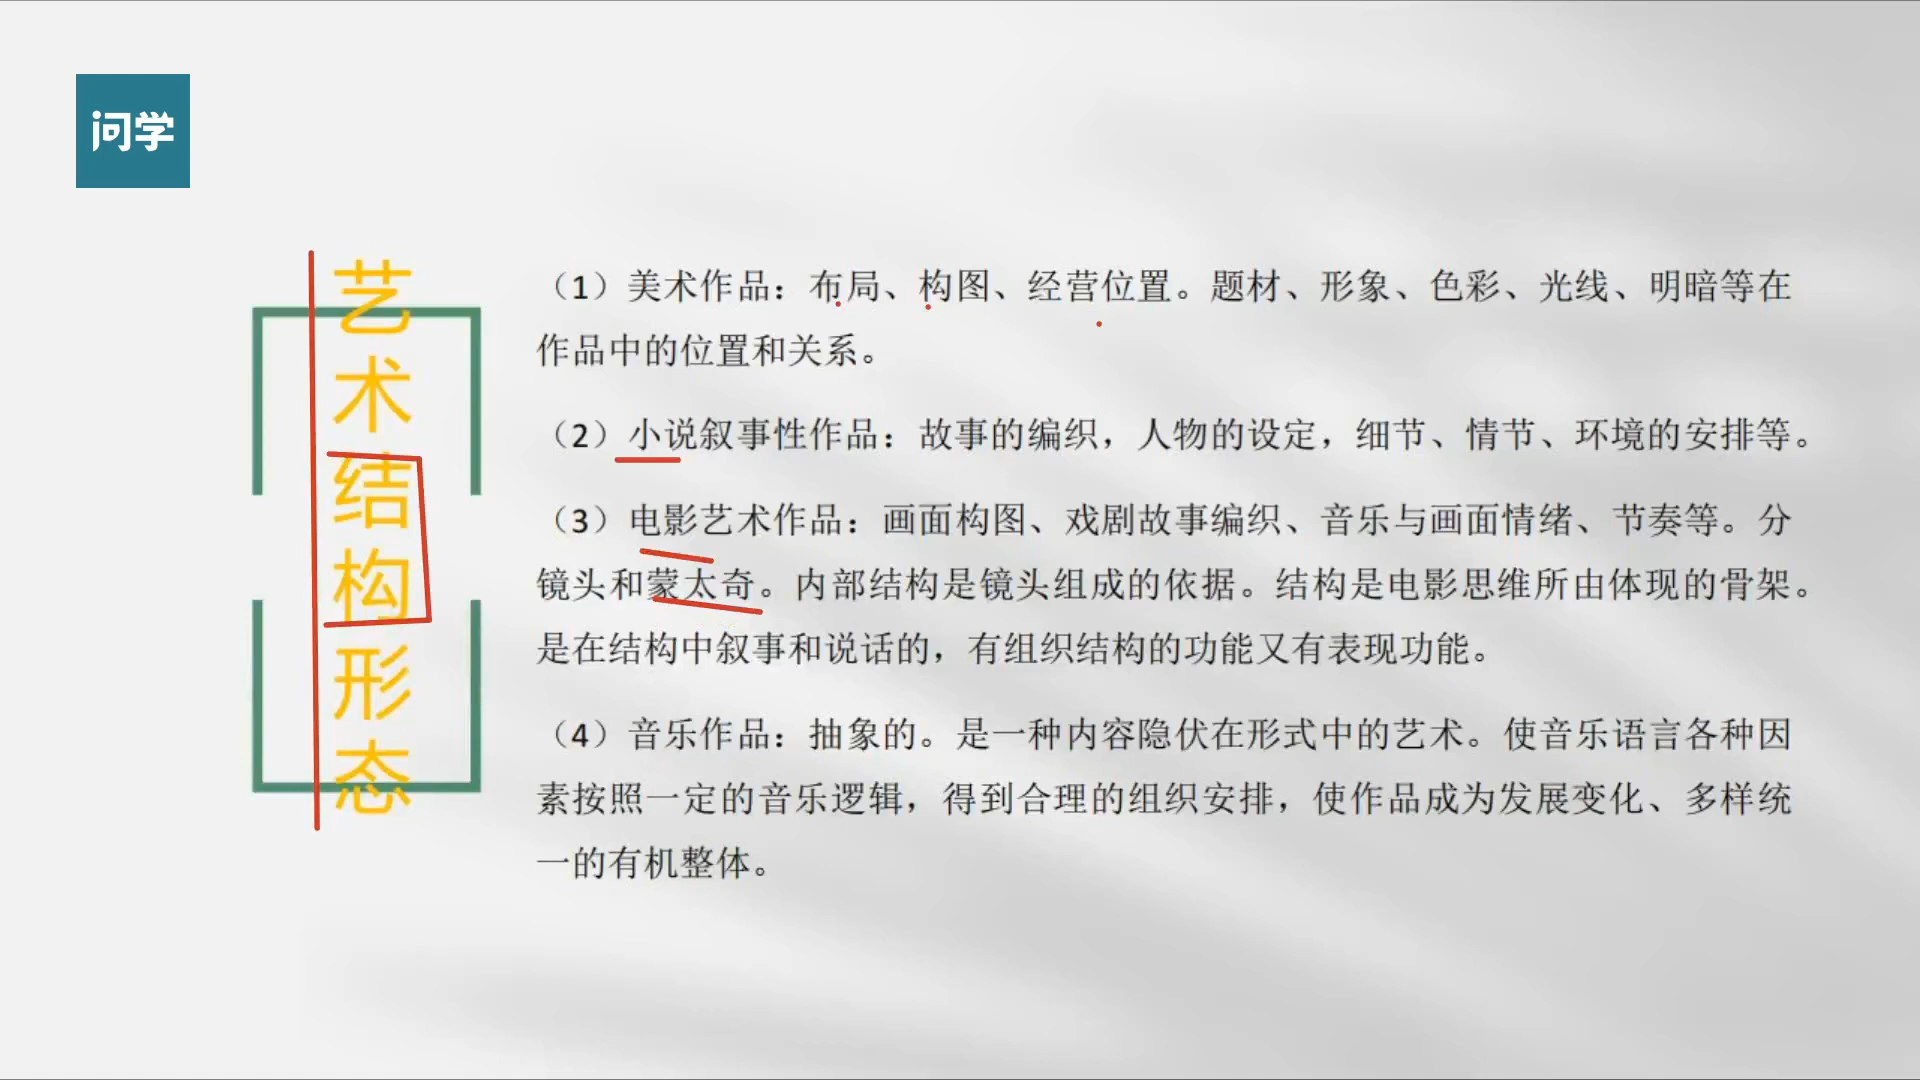 问学
艺术结构形态
（1）美术作品：布局、构图、经营位置。题材、形象、色彩、光线、明暗等在
作品中的位置和关系。
（2）小说叙事性作品：故事的编织，人物的设定，细节、情节、环境的安排等。
（3）电影艺术作品：画面构图、戏剧故事编织、音乐与画面情绪、节奏等。分
镜头和蒙太奇。内部结构是镜头组成的依据。结构是电影思维所由体现的骨架。
是在结构中叙事和说话的，有组织结构的功能又有表现功能。
（4）音乐作品：抽象的。是一种内容隐伏在形式中的艺术。使音乐语言各种因
素按照一定的音乐逻辑，得到合理的组织安排，使作品成为发展变化、多样统
一的有机整体。